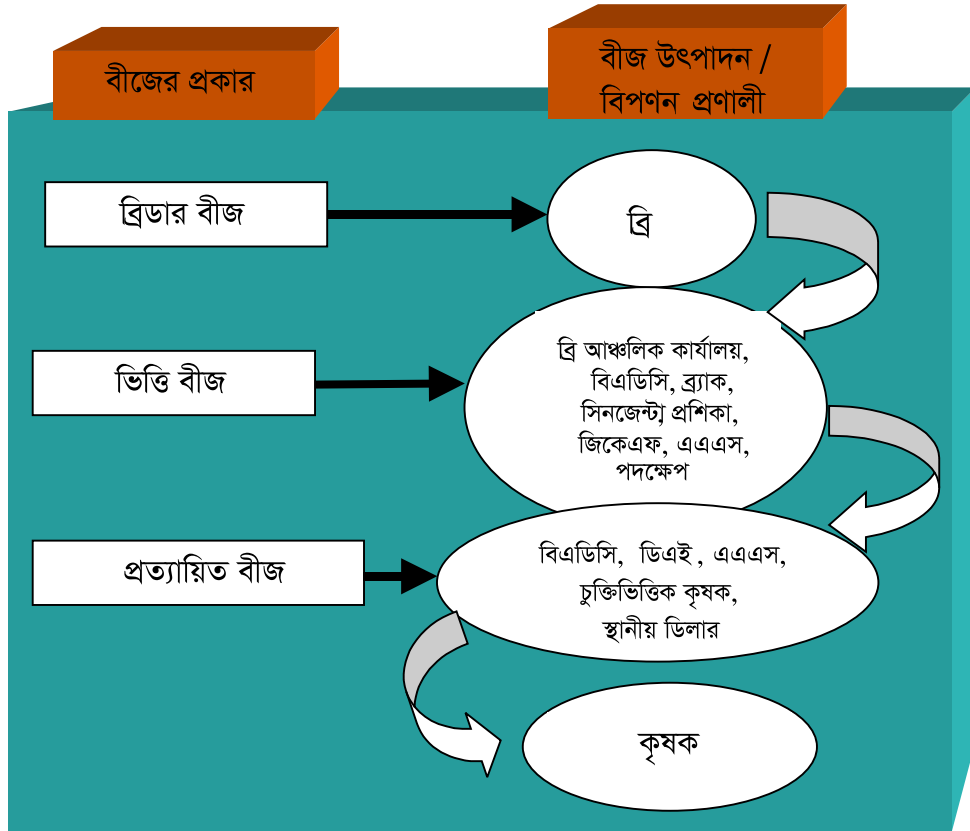 বীজের প্রকার
বীজ উৎপাদন /
বিপণন প্রণালী
ব্রিডার বীজ
ব্রি
ভিত্তি বীজ
ব্রি আঞ্চলিক কার্যালয়,
বিএডিসি, ব্র্যাক,
সিনজেন্টা, প্রশিকা,
জিকেএফ, এএএস,
পদক্ষেপ
প্রত্যায়িত বীজ
বিএডিসি, ডিএই , এএএস,
চুক্তিভিত্তিক কৃষক,
স্থানীয় ডিলার
কৃষক